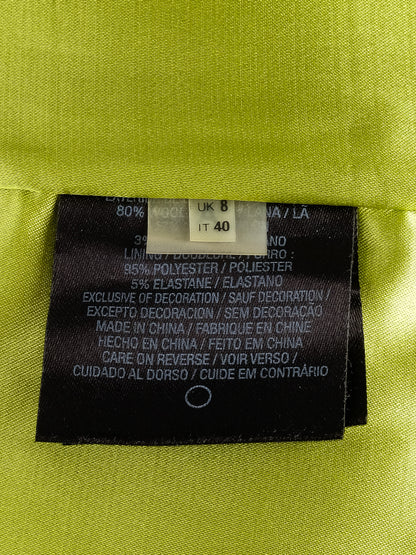 UK 8
IT 40
80% LANA / LÃ
LINING /
95% POLYESTER / POLIESTER
5% ELASTANE / ELASTANO
EXCLUSIVE OF DECORATION / SAUF DECORATION /
EXCEPTO DECORACION / SEM DECORAÇÃO
MADE IN CHINA / FABRIQUE EN CHINE
HECHO EN CHINA / FEITO EM CHINA
CARE ON REVERSE / VOIR VERSO /
CUIDADO AL DORSO / CUIDE EM CONTRÁRIO